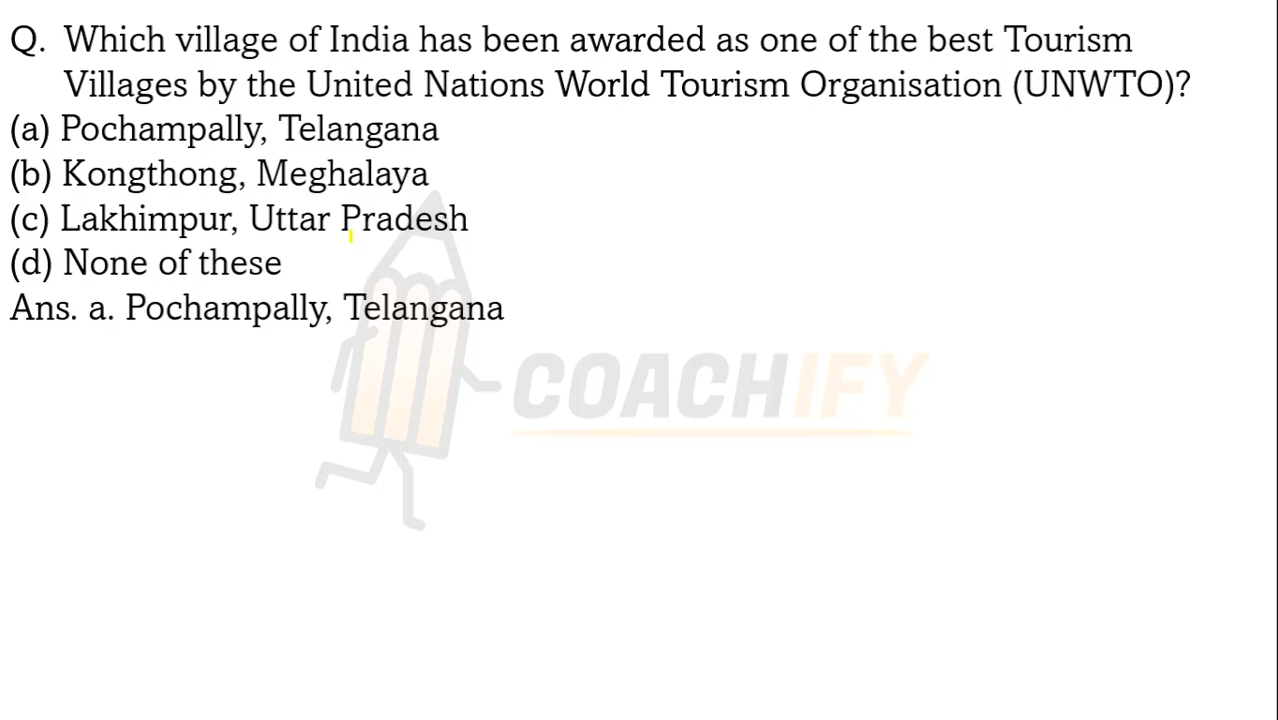 Q. Which village of India has been awarded as one of the best Tourism
Villages by the United Nations World Tourism Organisation (UNWTO)?
(a) Pochampally, Telangana
(b) Kongthong, Meghalaya
(c) Lakhimpur, Uttar Pradesh
(d) None of these
Ans. a. Pochampally, Telangana
COACHIFY